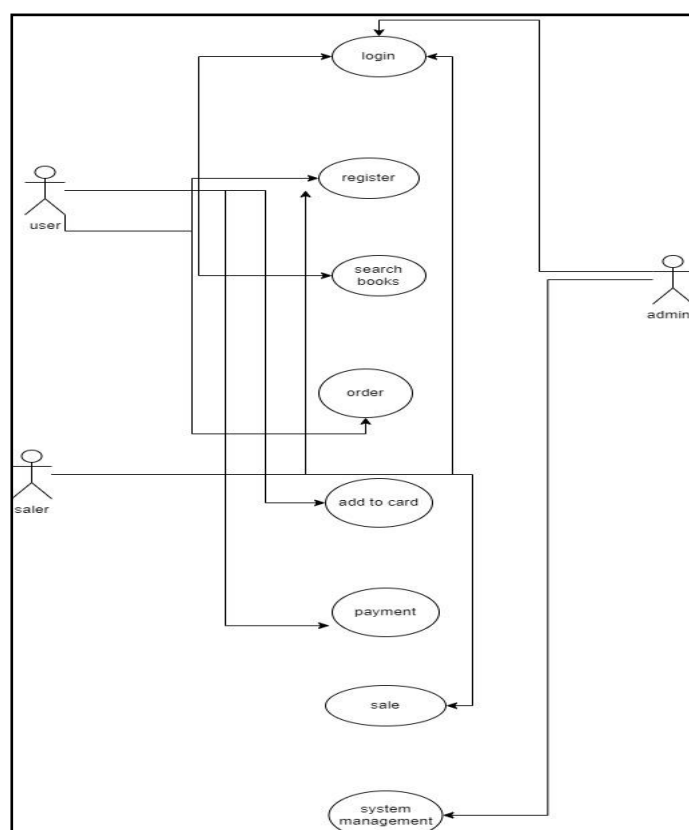 login
register
user
search
books
admin
order
saler
add to card
payment
sale
system
management